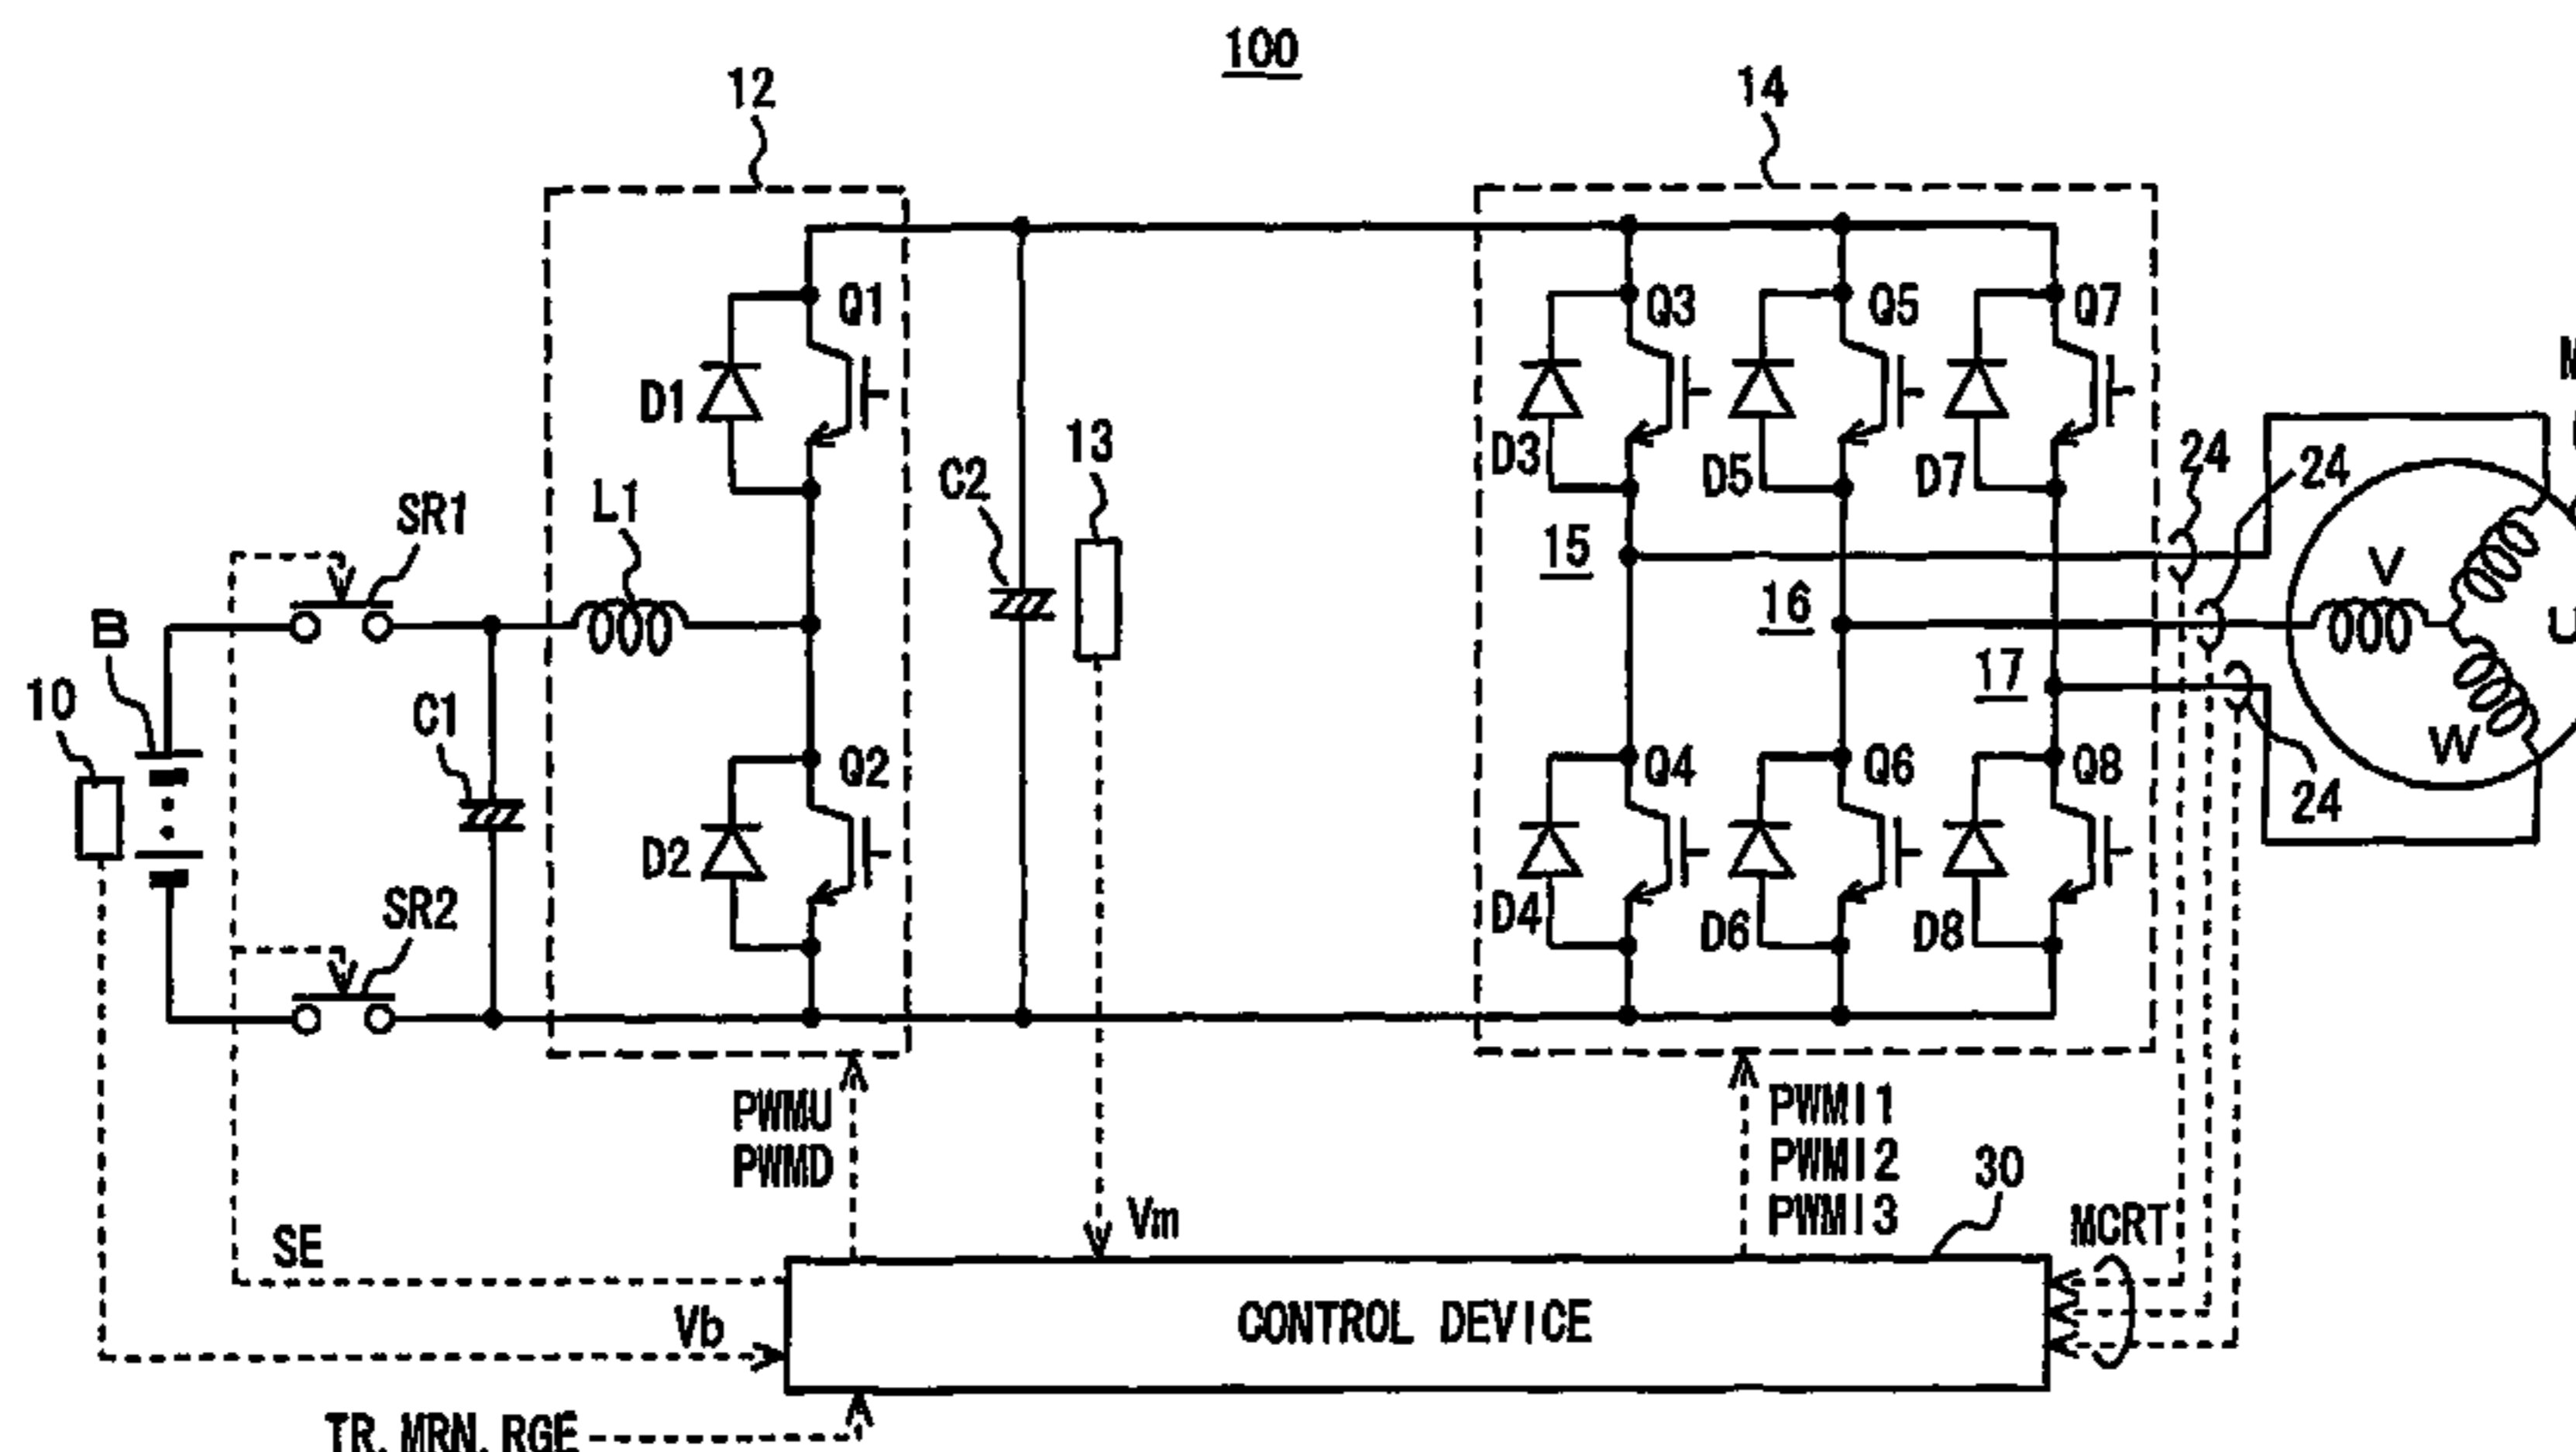 100
12
14
Q1
Q3
Q5
Q7
D1
13
D3
D5
D7
24
24
C2
L1
SR1
15
V
B
16
10
C1
17
W
Q2
Q4
Q6
Q8
24
D2
SR2
D4
D6
D8
PWMU
PWMD
PWMI1
PWMI2
PWMI3
30
Vm
MCRT
SE
Vb
CONTROL DEVICE
TR, MRN, RGE